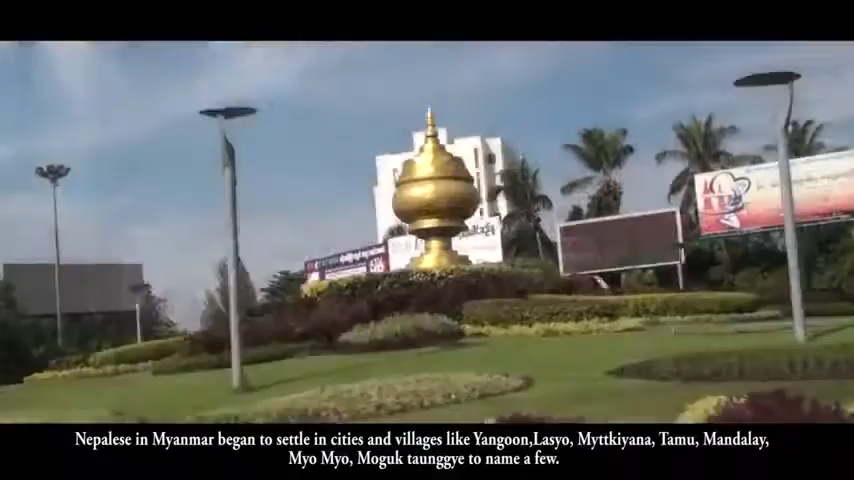 Nepalese in Myanmar began to settle in cities and villages like Yangoon,Lasyo, Myttkiyana, Tamu, Mandalay,
Myo Myo, Moguk taunggye to name a few.